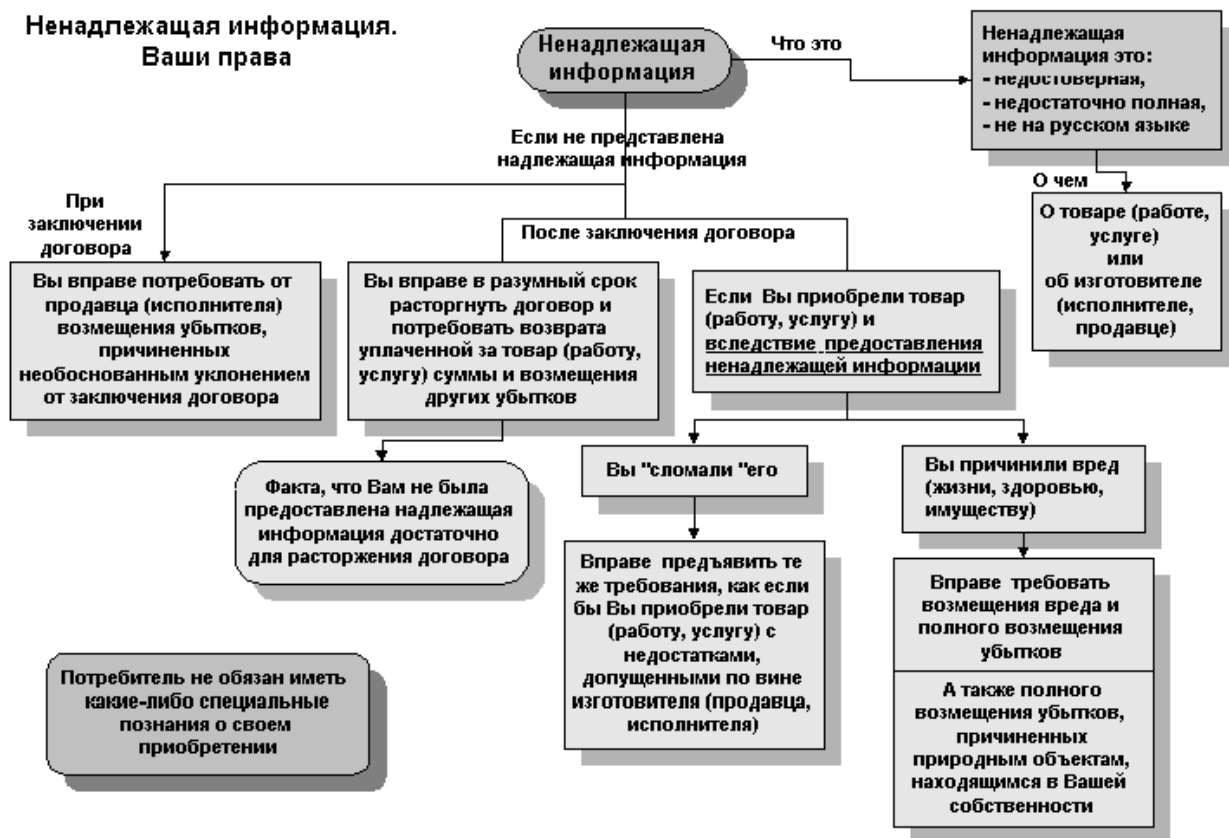 Ненадлежащая информация.
Ваши права
Ненадлежащая
информация
Что это
Ненадлежащая
информация это:
- недостоверная,
- недостаточно полная,
- не на русском языке
О чем
О товаре (работе,
услуге)
или
об изготовителе
(исполнителе,
продавце)
Если не представлена
надлежащая информация
При
заключении
договора
После заключения договора
Вы вправе потребовать от
продавца (исполнителя)
возмещения убытков,
причиненных
необоснованным уклонением
от заключения договора
Вы вправе в разумный срок
расторгнуть договор и
потребовать возврата
уплаченной за товар (работу,
услугу) суммы и возмещения
других убытков
Факта, что Вам не была
предоставлена надлежащая
информация достаточно
для расторжения договора
Если Вы приобрели товар
(работу, услугу) и
вследствие предоставления
ненадлежащей информации
Вы "сломали "его
Вправе предъявить те
же требования, как если
бы Вы приобрели товар
(работу, услугу) с
недостатками,
допущенными по вине
изготовителя (продавца,
исполнителя)
Вы причинили вред
(жизни, здоровью,
имуществу)
Вправе требовать
возмещения вреда и
полного возмещения
убытков
А также полного
возмещения убытков,
причиненных
природным объектам,
находящимся в Вашей
собственности
Потребитель не обязан иметь
какие-либо специальные
познания о своем
приобретении